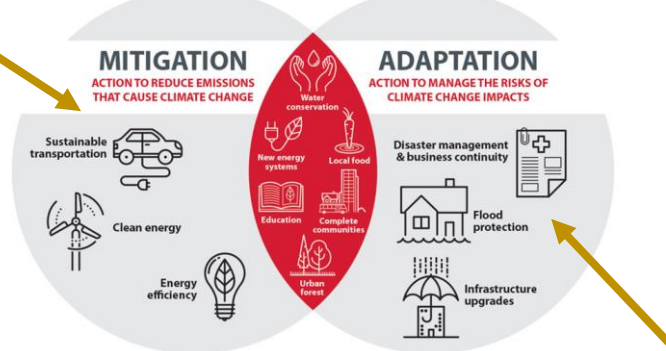 MITIGATION
ACTION TO REDUCE EMISSIONS
THAT CAUSE CLIMATE CHANGE
Sustainable
transportation
Clean energy
Energy
efficiency
Water
conservation
New energy
systems
Local food
Education
Complete
communities
Urban
forest
ADAPTATION
ACTION TO MANAGE THE RISKS OF
CLIMATE CHANGE IMPACTS
Disaster management
& business continuity
Flood
protection
Infrastructure
upgrades